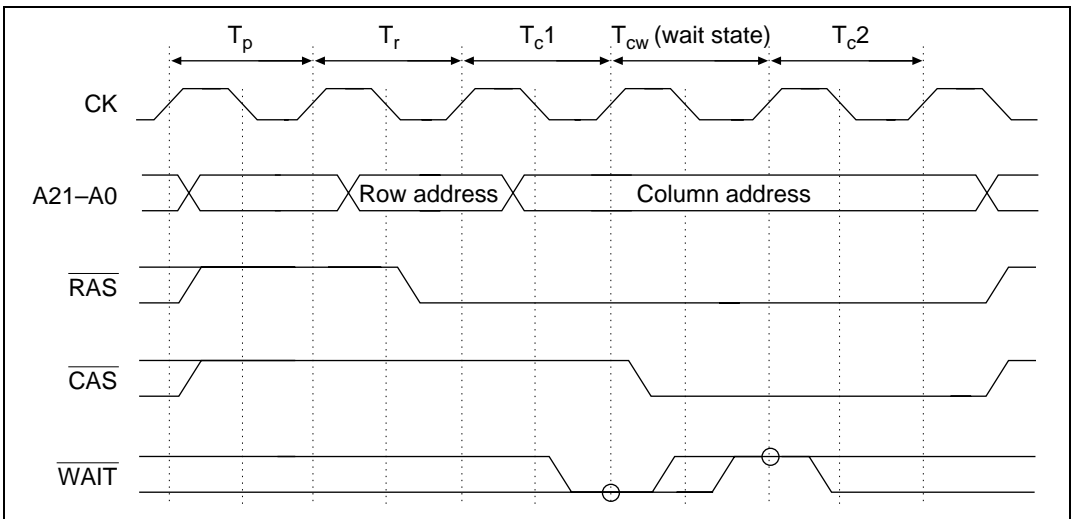 Tp Tr Tc1 Tcw (wait state) Tc2
CK
A21–A0 Row address Column address
RAS
CAS
WAIT